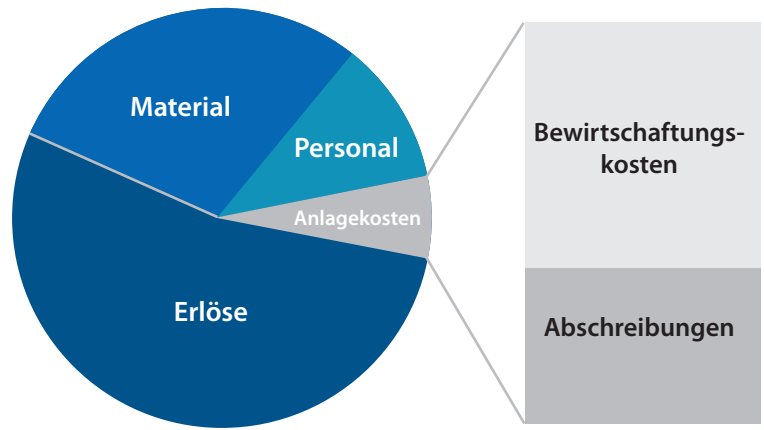 Material
Personal
Anlagekosten
Erlöse
Bewirtschaftungs-
kosten
Abschreibungen